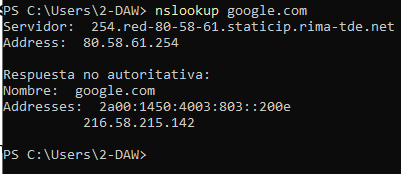 PS C:\Users\2-DAW> nslookup google.com
Servidor:  254.red-80-58-61.staticip.rima-tde.net
Address:  80.58.61.254
Respuesta no autoritativa:
Nombre:  google.com
Addresses:  2a00:1450:4003:803::200e
216.58.215.142
PS C:\Users\2-DAW>